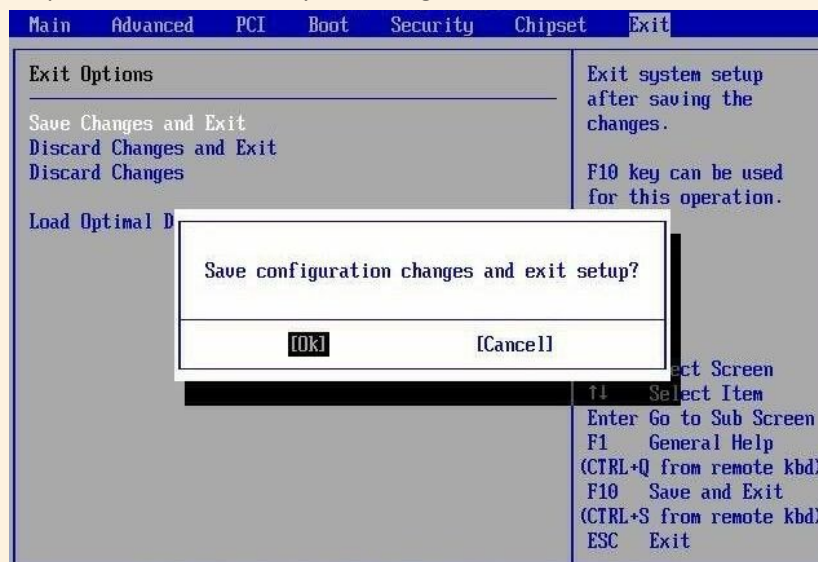 Main Advanced PCI Boot Security Chipset Exit
Exit Options
Save Changes and Exit
Discard Changes and Exit
Discard Changes
Load Optimal D
Exit system setup
after saving the
changes.
F10 key can be used
for this operation.
Save configuration changes and exit setup?
[Ok] [Cancel]
ect Screen
↑↓ Select Item
Enter Go to Sub Screen
F1 General Help
(CTRL+Q from remote kbd)
F10 Save and Exit
(CTRL+S from remote kbd)
ESC Exit